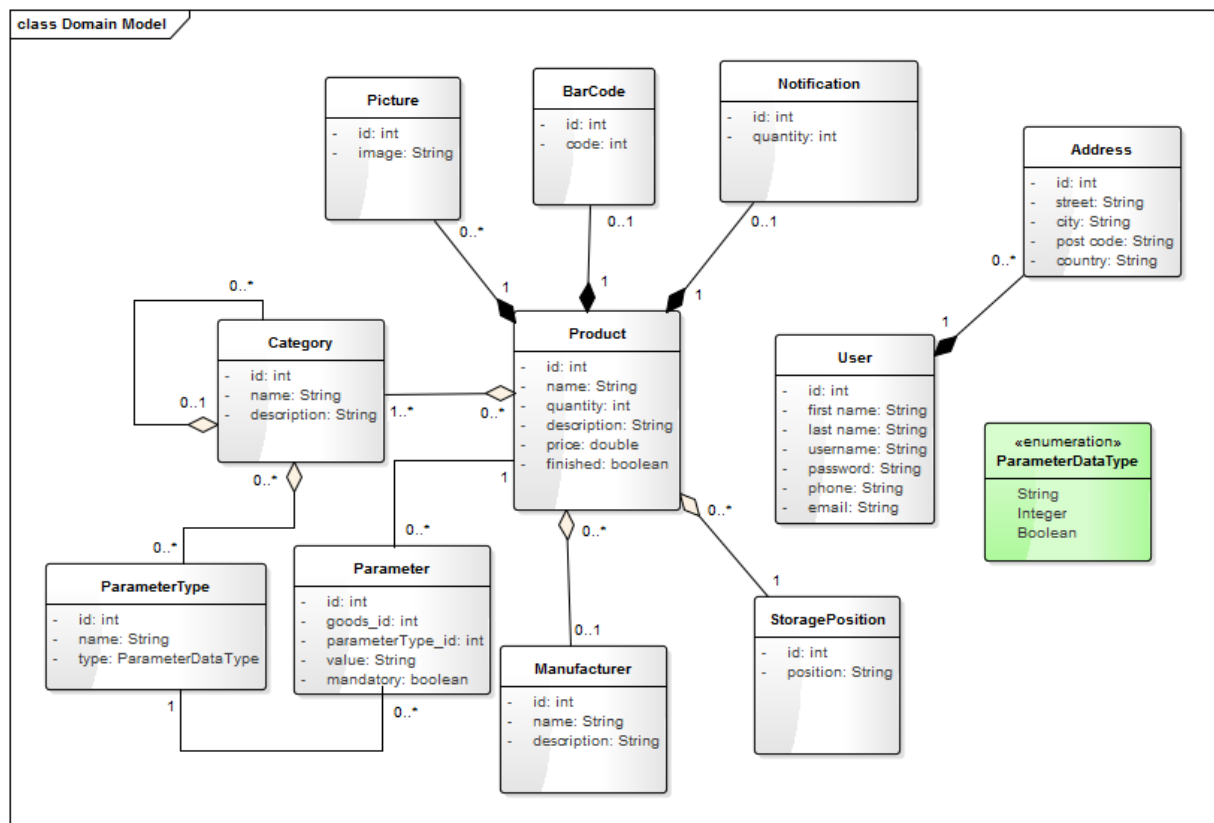 class Domain Model
Picture
- id: int
- image: String
BarCode
- id: int
- code: int
Notification
- id: int
- quantity: int
Address
- id: int
- street: String
- city: String
- post code: String
- country: String
0..*
0..1
0..1
0..*
0..*
1
1
1
1
Category
- id: int
- name: String
- description: String
0..1
0..*
1..*
0..*
Product
- id: int
- name: String
- quantity: int
- description: String
- price: double
- finished: boolean
1
0..*
0..*
User
- id: int
- first name: String
- last name: String
- username: String
- password: String
- phone: String
- email: String
«enumeration»
ParameterDataType
String
Integer
Boolean
0..*
0..*
0..1
1
ParameterType
- id: int
- name: String
- type: ParameterDataType
1
Parameter
- id: int
- goods_id: int
- parameterType_id: int
- value: String
- mandatory: boolean
0..*
Manufacturer
- id: int
- name: String
- description: String
StoragePosition
- id: int
- position: String